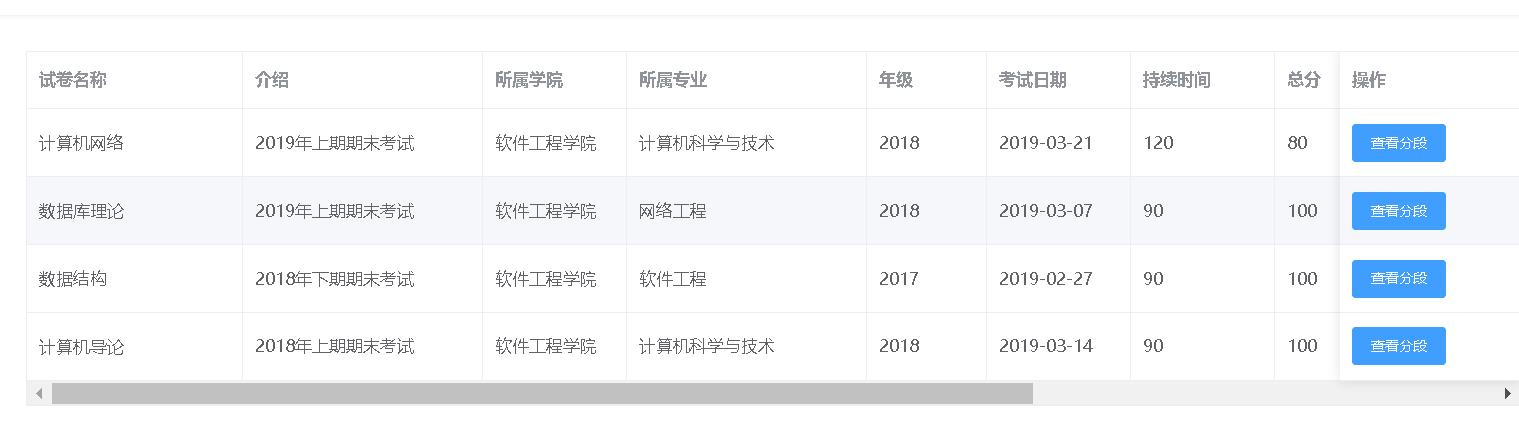 试卷名称 介绍 所属学院 所属专业 年级 考试日期 持续时间 总分 操作
计算机网络 2019年上期期末考试 软件工程学院 计算机科学与技术 2018 2019-03-21 120 80 查看分段
数据库理论 2019年上期期末考试 软件工程学院 网络工程 2018 2019-03-07 90 100 查看分段
数据结构 2018年下期期末考试 软件工程学院 软件工程 2017 2019-02-27 90 100 查看分段
计算机导论 2018年上期期末考试 软件工程学院 计算机科学与技术 2018 2019-03-14 90 100 查看分段